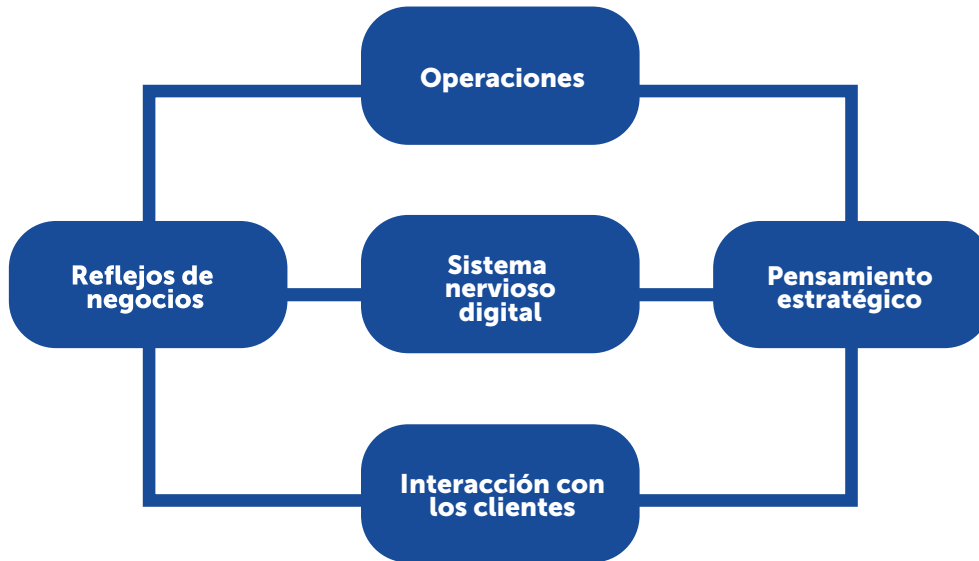 Operaciones
Reflejos de
negocios
Sistema
nervioso
digital
Pensamiento
estratégico
Interacción con
los clientes